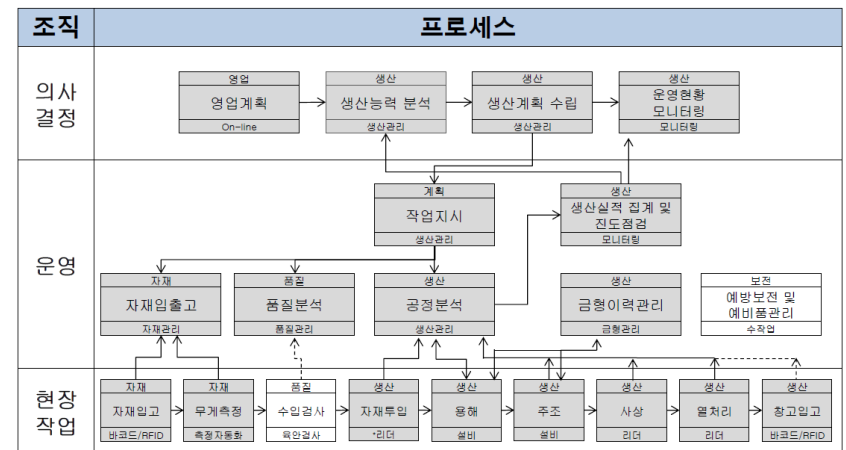 조직
프로세스
의사
결정
영업
영업계획
On-line
생산
생산능력 분석
생산관리
생산
생산계획 수립
생산관리
생산
운영현황
모니터링
모니터링
운영
계획
작업지시
생산관리
생산
생산실적 집계 및
진도점검
모니터링
자재
자재입출고
자재관리
품질
품질분석
품질관리
생산
공정분석
생산관리
생산
금형이력관리
금형관리
보전
예방보전 및
예비품관리
수작업
현장
작업
자재
자재입고
바코드/RFID
자재
무게측정
측정자동화
품질
수입검사
육안검사
생산
자재투입
*리더
생산
용해
설비
생산
주조
설비
생산
사상
리더
생산
열처리
리더
생산
창고입고
바코드/RFID